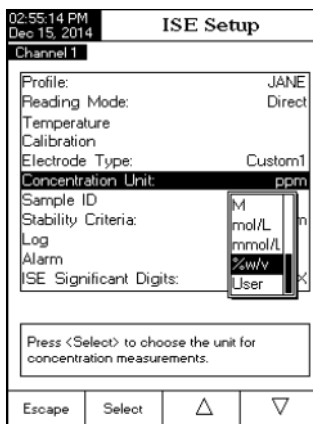 02:55:14 PM
Dec 15, 2014
ISE Setup
Channel 1
Profile: JANE
Reading Mode: Direct
Temperature
Calibration
Electrode Type: Custom1
Concentration Unit: ppm
Sample ID
Stability Criteria:
Log
Alarm
ISE Significant Digits:
M
mol/L
mmol/L
%w/v
User
Press <Select> to choose the unit for
concentration measurements.
Escape Select